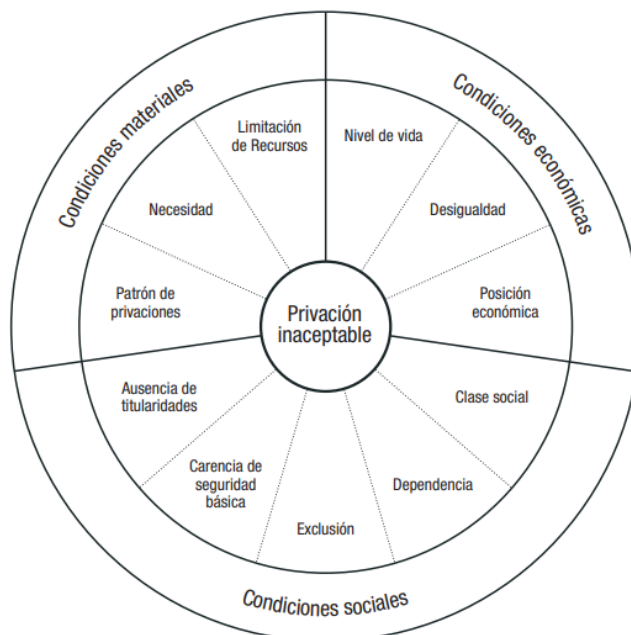 Condiciones materiales
Condiciones económicas
Limitación
de Recursos
Nivel de vida
Necesidad
Desigualdad
Patrón de
privaciones
Privación
inaceptable
Posición
económica
Ausencia de
titularidades
Clase social
Carencia de
seguridad
básica
Dependencia
Exclusión
Condiciones sociales